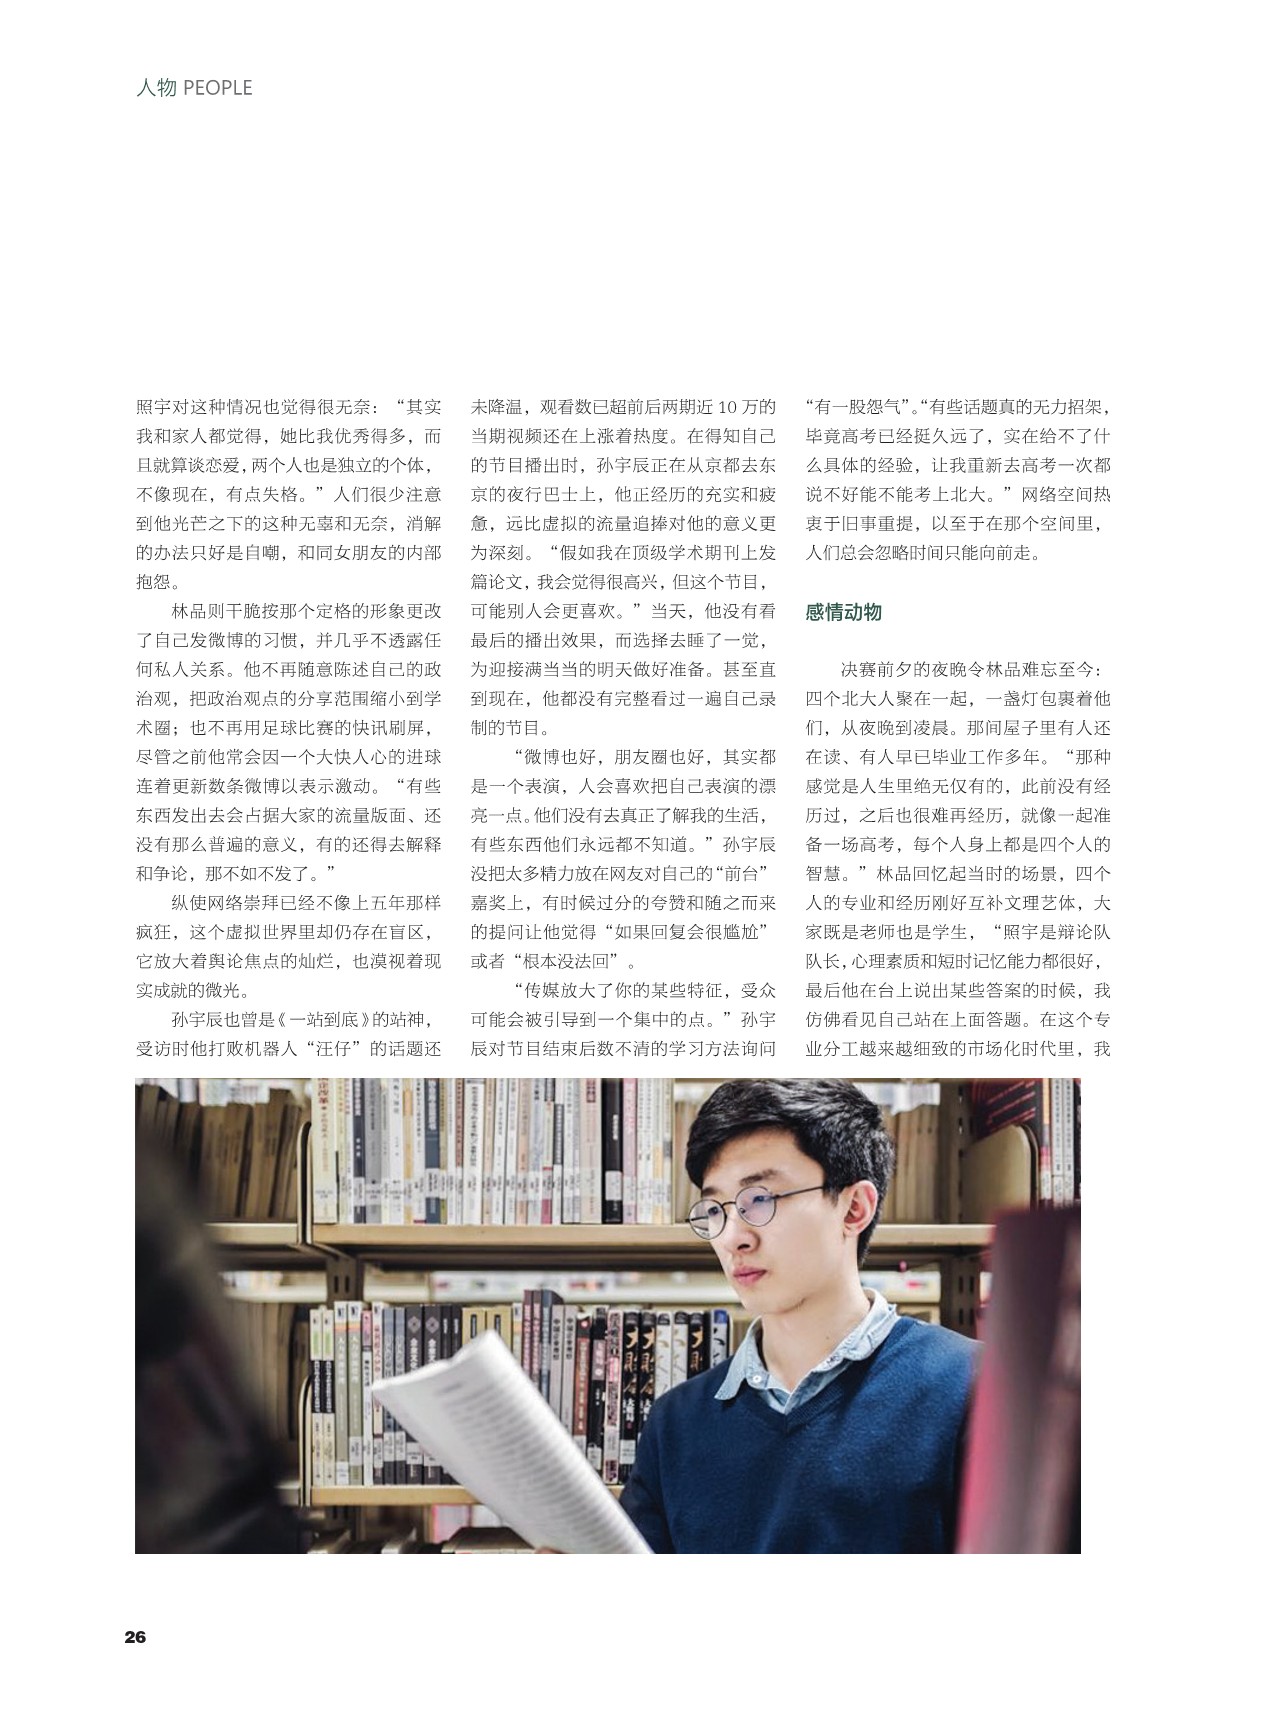 人物 PEOPLE
照宇对这种情况也觉得很无奈：“其实
我和家人都觉得，她比我优秀得多，而
且就算谈恋爱，两个人也是独立的个体，
不像现在，有点失格。”人们很少注意
到他光芒之下的这种无辜和无奈，消解
的办法只好是自嘲，和同女朋友的内部
抱怨。
林品则干脆按那个定格的形象更改
了自己发微博的习惯，并几乎不透露任
何私人关系。他不再随意陈述自己的政
治观，把政治观点的分享范围缩小到学
术圈；也不再用足球比赛的快讯刷屏，
尽管之前他常会因一个大快人心的进球
连着更新数条微博以表示激动。“有些
东西发出去会占据大家的流量版面、还
没有那么普遍的意义，有的还得去解释
和争论，那不如不发了。”
纵使网络崇拜已经不像上五年那样
疯狂，这个虚拟世界里却仍存在盲区，
它放大着舆论焦点的灿烂，也漠视着现
实成就的微光。
孙宇辰也曾是《一站到底》的站神，
受访时他打败机器人“汪仔”的话题还
未降温，观看数已超前后两期近 10 万的
当期视频还在上涨着热度。在得知自己
的节目播出时，孙宇辰正在从京都去东
京的夜行巴士上，他正经历的充实和疲
惫，远比虚拟的流量追捧对他的意义更
为深刻。“假如我在顶级学术期刊上发
篇论文，我会觉得很高兴，但这个节目，
可能别人会更喜欢。”当天，他没有看
最后的播出效果，而选择去睡了一觉，
为迎接满当当的明天做好准备。甚至直
到现在，他都没有完整看过一遍自己录
制的节目。
“微博也好，朋友圈也好，其实都
是一个表演，人会喜欢把自己表演的漂
亮一点。他们没有去真正了解我的生活，
有些东西他们永远都不知道。”孙宇辰
没把太多精力放在网友对自己的“前台”
嘉奖上，有时候过分的夸赞和随之而来
的提问让他觉得“如果回复会很尴尬”
或者“根本没法回”。
“传媒放大了你的某些特征，受众
可能会被引导到一个集中的点。”孙宇
辰对节目结束后数不清的学习方法询问
“有一股怨气”。“有些话题真的无力招架，
毕竟高考已经挺久远了，实在给不了什
么具体的经验，让我重新去高考一次都
说不好能不能考上北大。”网络空间热
衷于旧事重提，以至于在那个空间里，
人们总会忽略时间只能向前走。
感情动物
决赛前夕的夜晚令林品难忘至今：
四个北大人聚在一起，一盏灯包裹着他
们，从夜晚到凌晨。那间屋子里有人还
在读、有人早已毕业工作多年。“那种
感觉是人生里绝无仅有的，此前没有经
历过，之后也很难再经历，就像一起准
备一场高考，每个人身上都是四个人的
智慧。”林品回忆起当时的场景，四个
人的专业和经历刚好互补文理艺体，大
家既是老师也是学生，“照宇是辩论队
队长，心理素质和短时记忆能力都很好，
最后他在台上说出某些答案的时候，我
仿佛看见自己站在上面答题。在这个专
业分工越来越细致的市场化时代里，我
26